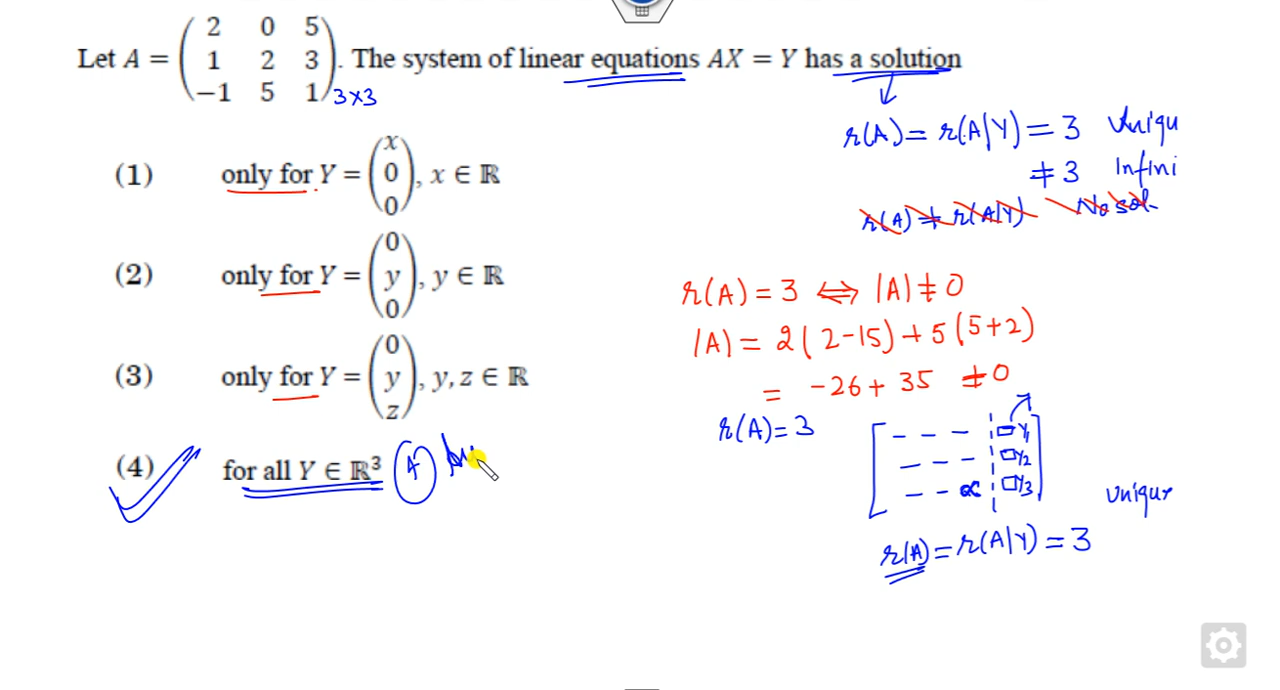 Let A = ( 2 0 5
1 2 3
−1 5 1 ) 3×3 . The system of linear equations AX = Y has a solution
r(A) = r(A|Y) = 3 Uniqu
≠ 3 Infini
r(A) ≠ r(A|Y) No sol.
(1) only for Y = ( x 0 0 ), x ∈ ℝ
(2) only for Y = ( 0 y 0 ), y ∈ ℝ
(3) only for Y = ( 0 y z ), y, z ∈ ℝ
(4) for all Y ∈ ℝ³ 4
r(A) = 3 ⇔ |A| ≠ 0
|A| = 2(2-15) + 5(5+2)
= -26 + 35 ≠ 0
r(A) = 3
[ - - - y1
- - - y2
- - ∝ y3 ]
Unique
r(A) = r(A|Y) = 3